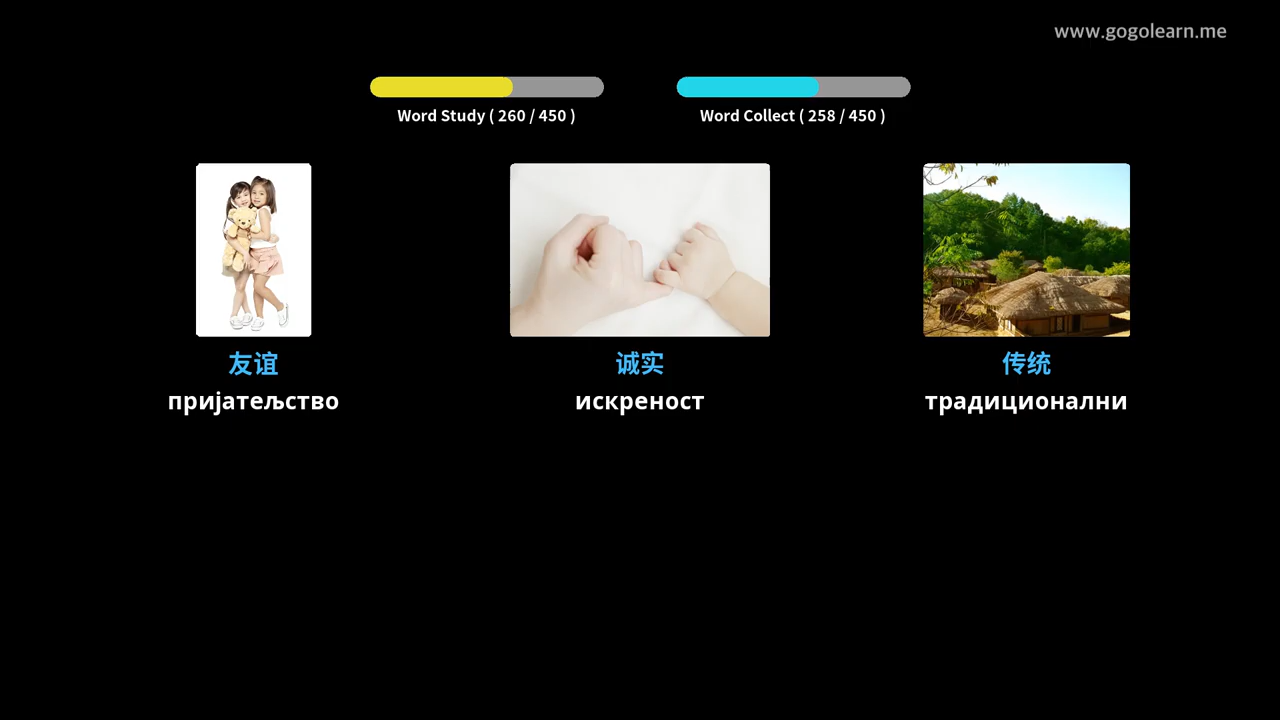 www.gogolearn.me
Word Study ( 260 / 450 )
Word Collect ( 258 / 450 )
友谊
诚实
传统
пријатељство
искреност
традиционални